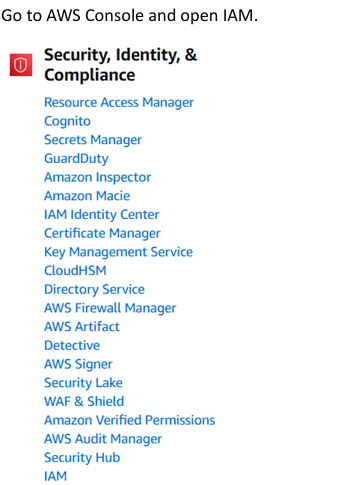 Go to AWS Console and open IAM.
Security, Identity, &
Compliance
Resource Access Manager
Cognito
Secrets Manager
GuardDuty
Amazon Inspector
Amazon Macie
IAM Identity Center
Certificate Manager
Key Management Service
CloudHSM
Directory Service
AWS Firewall Manager
AWS Artifact
Detective
AWS Signer
Security Lake
WAF & Shield
Amazon Verified Permissions
AWS Audit Manager
Security Hub
IAM